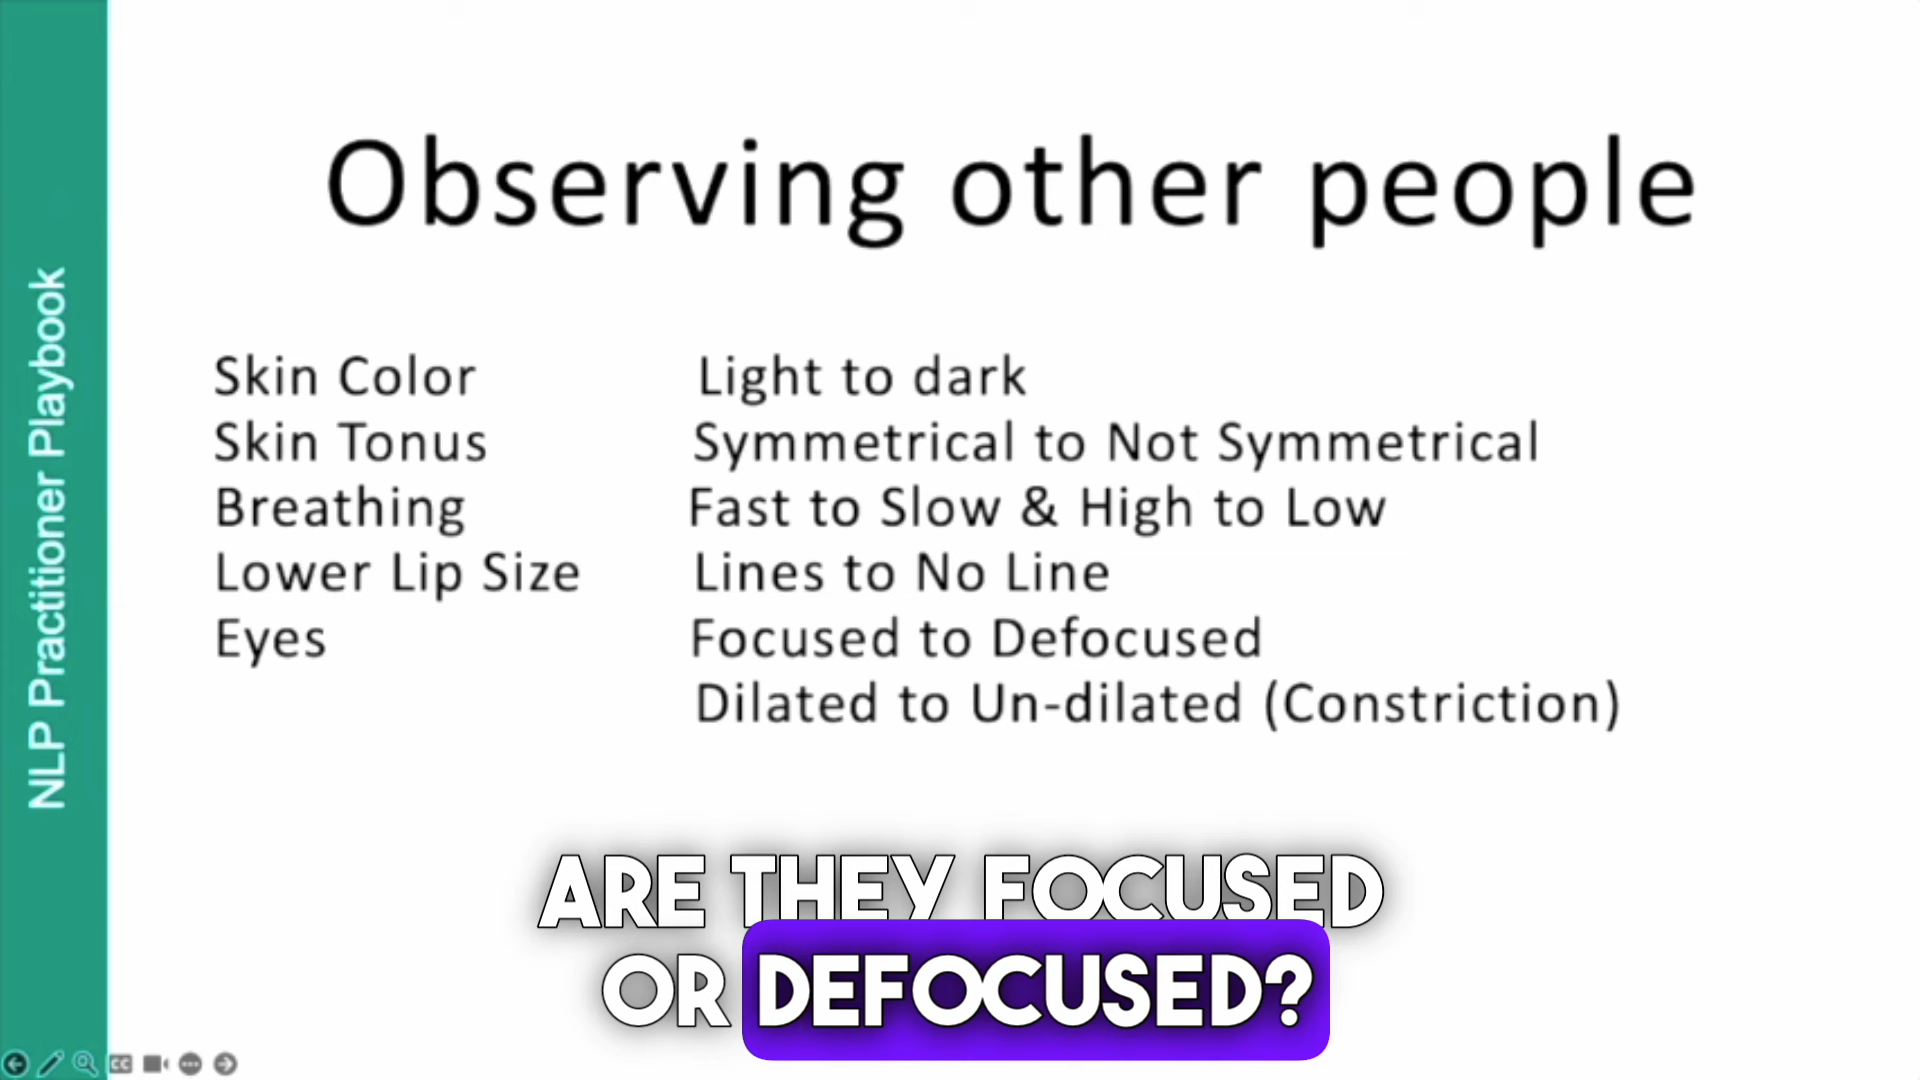 NLP Practitioner Playbook
Observing other people
Skin Color Light to dark
Skin Tonus Symmetrical to Not Symmetrical
Breathing Fast to Slow & High to Low
Lower Lip Size Lines to No Line
Eyes Focused to Defocused
Dilated to Un-dilated (Constriction)
ARE THEY FOCUSED
OR DEFOCUSED?
CC